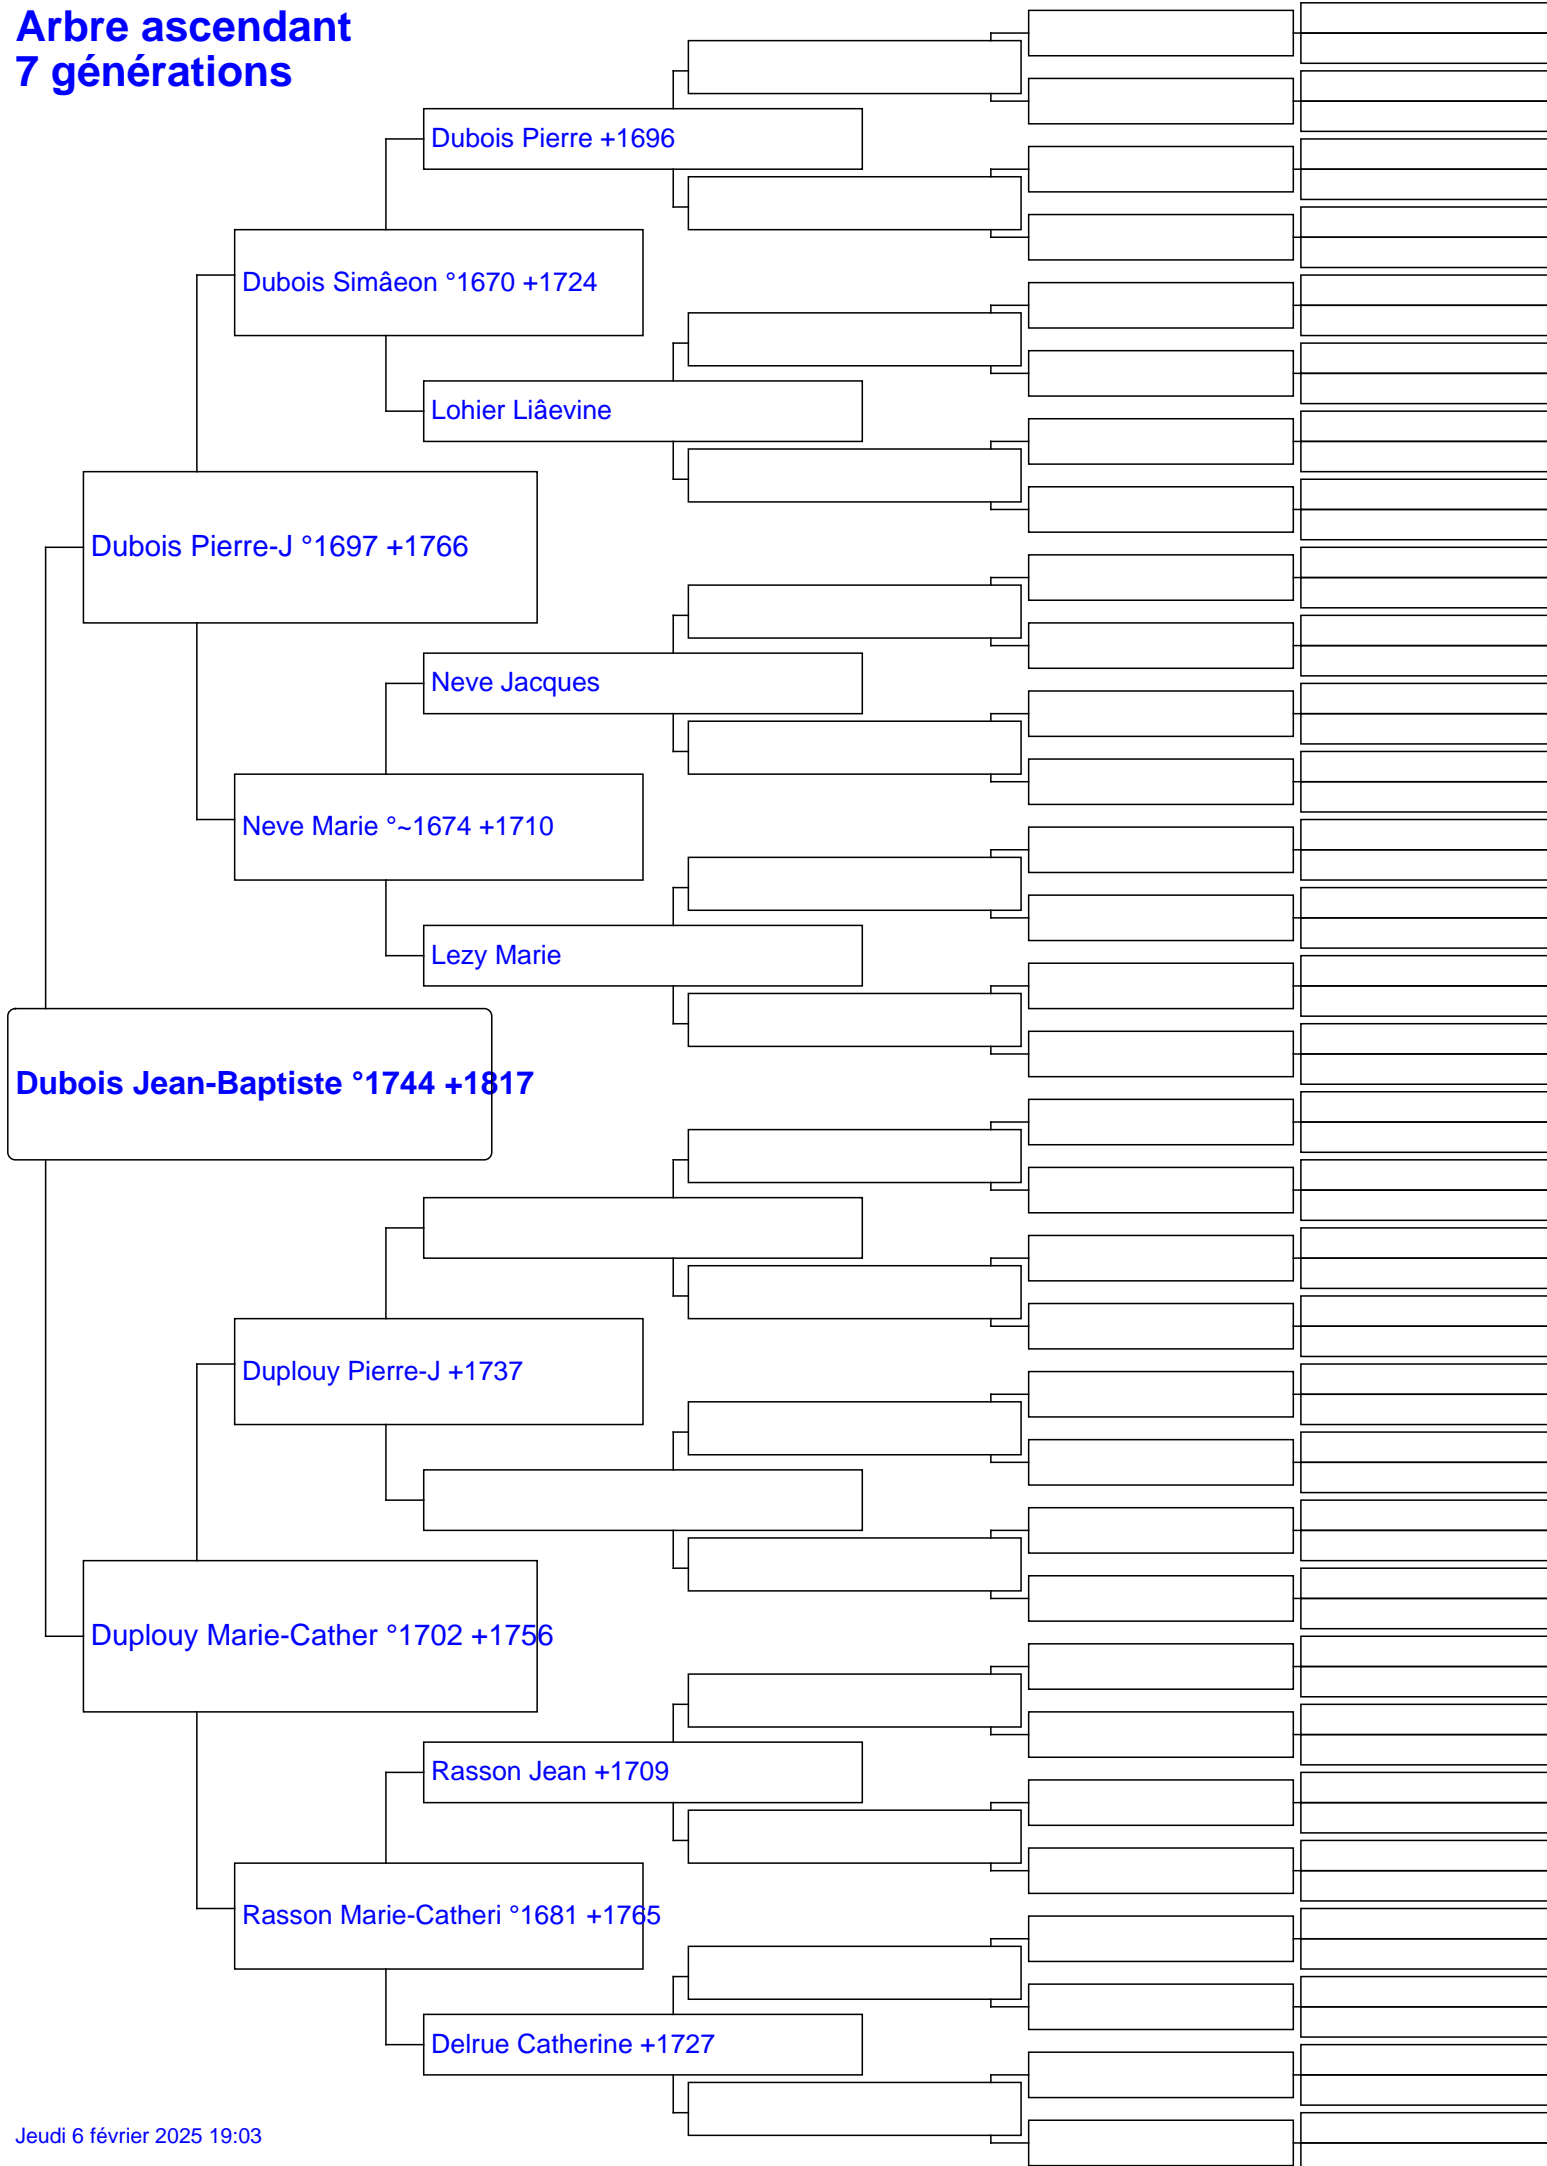 Arbre ascendant
7 générations
Dubois Pierre +1696
Dubois Simâeon °1670 +1724
Lohier Liâevine
Dubois Pierre-J °1697 +1766
Neve Jacques
Neve Marie °~1674 +1710
Lezy Marie
Dubois Jean-Baptiste °1744 +1817
Duplouy Pierre-J +1737
Duplouy Marie-Cather °1702 +1756
Rasson Jean +1709
Rasson Marie-Catheri °1681 +1765
Delrue Catherine +1727
Jeudi 6 février 2025 19:03